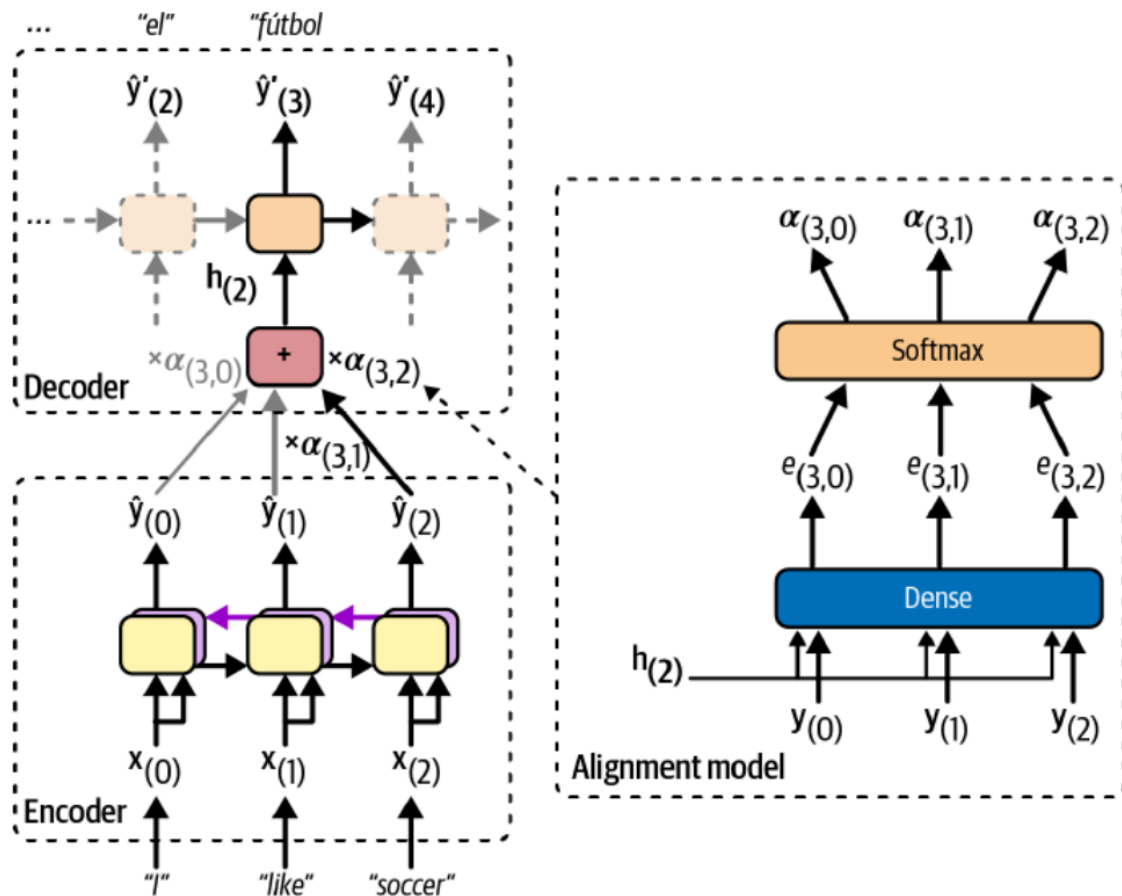 ... "el" "fútbol
ŷ'(2) ŷ'(3) ŷ'(4)
...
h(2)
+
×α(3,0) ×α(3,2)
Decoder
×α(3,1)
ŷ(0) ŷ(1) ŷ(2)
x(0) x(1) x(2)
Encoder
"I" "like" "soccer"
α(3,0) α(3,1) α(3,2)
Softmax
e(3,0) e(3,1) e(3,2)
Dense
h(2)
y(0) y(1) y(2)
Alignment model